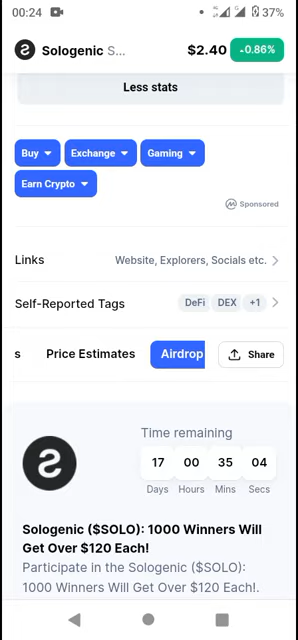 00:24 37%
Sologenic S... $2.40 0.86%
Less stats
Buy Exchange Gaming
Earn Crypto
Sponsored
Links Website, Explorers, Socials etc.
Self-Reported Tags DeFi DEX +1
s Price Estimates Airdrop Share
Time remaining
17 00 35 04
Days Hours Mins Secs
Sologenic ($SOLO): 1000 Winners Will
Get Over $120 Each!
Participate in the Sologenic ($SOLO):
1000 Winners Will Get Over $120 Each!.